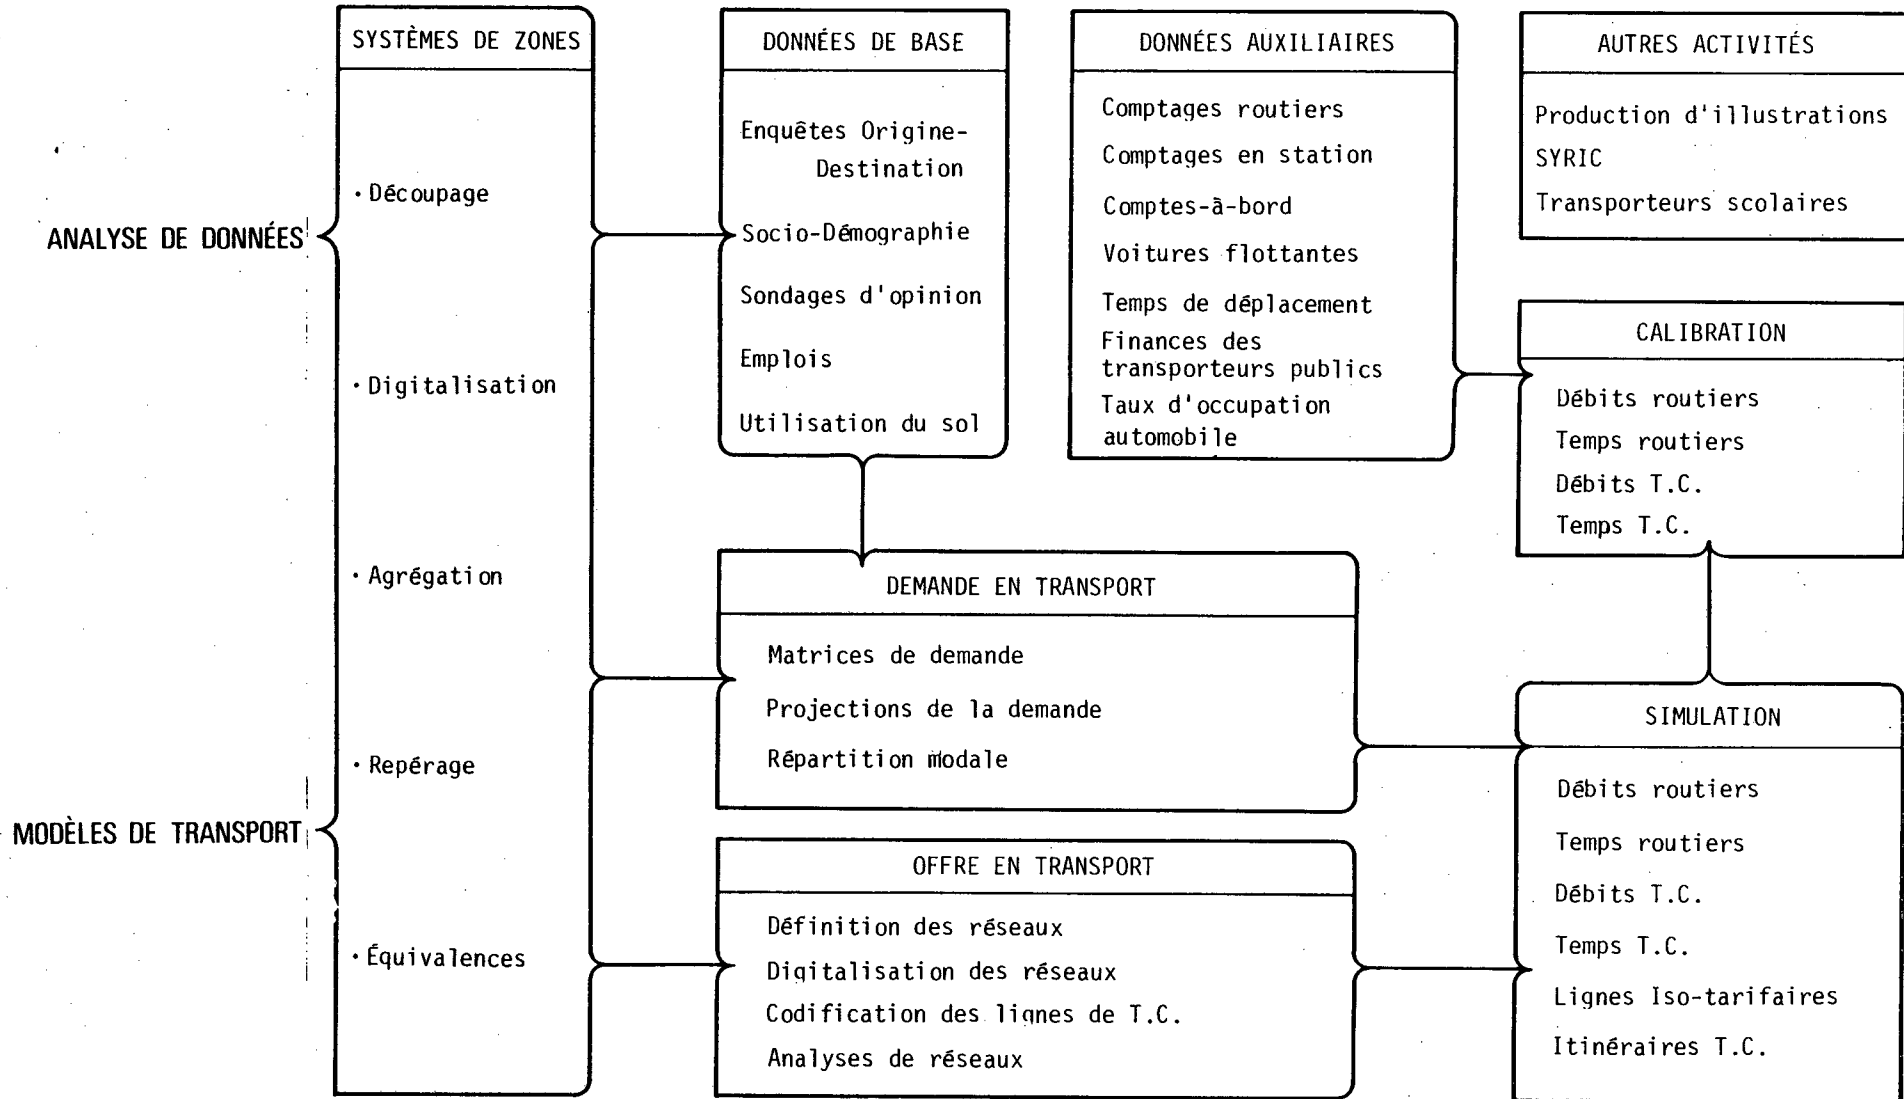 ANALYSE DE DONNÉES
MODÈLES DE TRANSPORT
SYSTÈMES DE ZONES
· Découpage
· Digitalisation
· Agrégation
· Repérage
· Équivalences
DONNÉES DE BASE
Enquêtes Origine-
Destination
Socio-Démographie
Sondages d'opinion
Emplois
Utilisation du sol
DONNÉES AUXILIAIRES
Comptages routiers
Comptages en station
Comptes-à-bord
Voitures flottantes
Temps de déplacement
Finances des
transporteurs publics
Taux d'occupation
automobile
AUTRES ACTIVITÉS
Production d'illustrations
SYRIC
Transporteurs scolaires
CALIBRATION
Débits routiers
Temps routiers
Débits T.C.
Temps T.C.
DEMANDE EN TRANSPORT
Matrices de demande
Projections de la demande
Répartition modale
OFFRE EN TRANSPORT
Définition des réseaux
Digitalisation des réseaux
Codification des lignes de T.C.
Analyses de réseaux
SIMULATION
Débits routiers
Temps routiers
Débits T.C.
Temps T.C.
Lignes Iso-tarifaires
Itinéraires T.C.